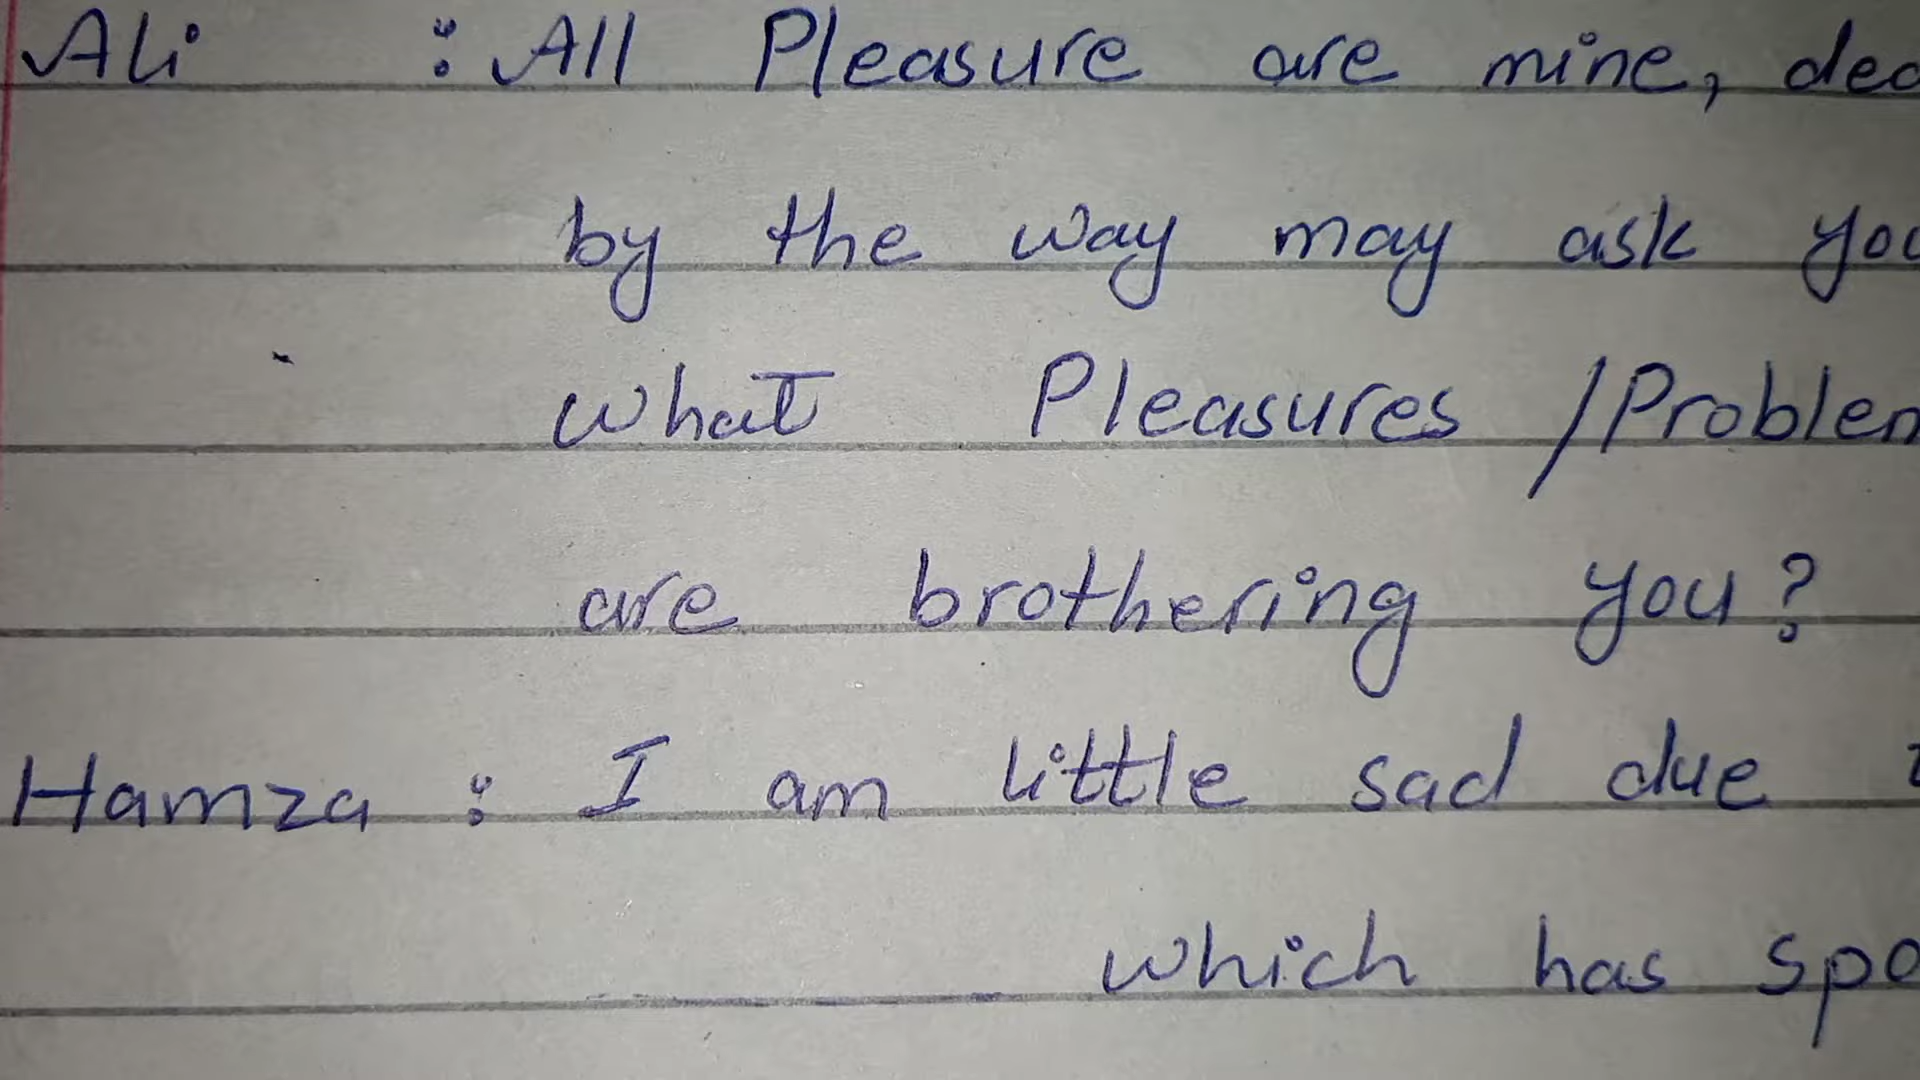 Ali : All Pleasure are mine,
by the way may ask
what Pleasures /
are brothering you?
Hamza : I am little sad due
which has